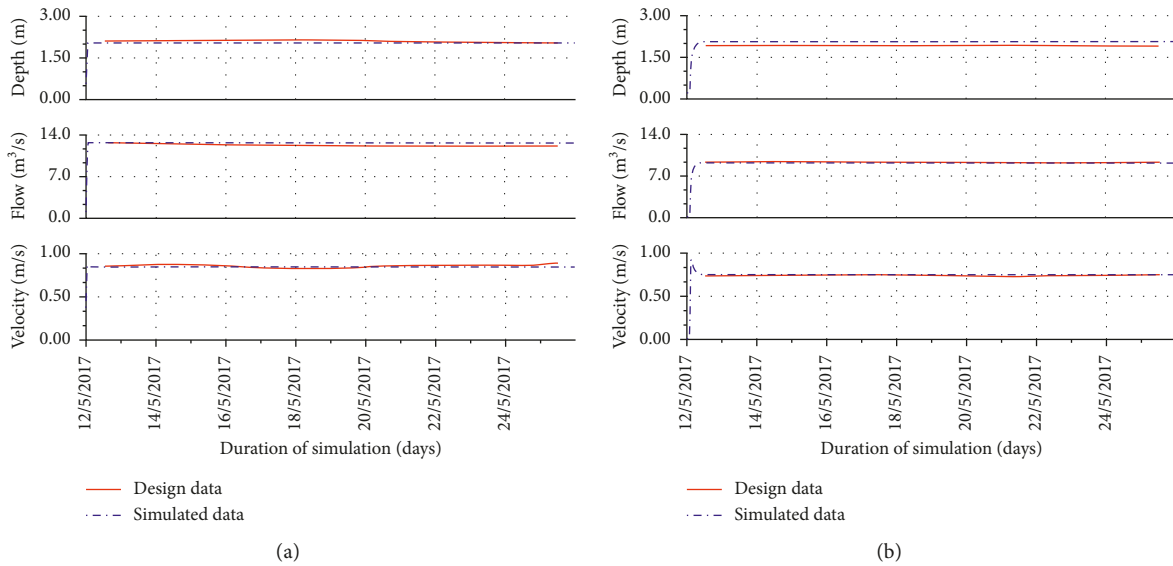 Depth (m)
3.00
1.50
0.00
Flow (m³/s)
14.0
7.0
0.0
Velocity (m/s)
1.00
0.50
0.00
12/5/2017
14/5/2017
16/5/2017
18/5/2017
20/5/2017
22/5/2017
24/5/2017
Duration of simulation (days)
Design data
Simulated data
(a)
Depth (m)
3.00
1.50
0.00
Flow (m³/s)
14.0
7.0
0.0
Velocity (m/s)
1.00
0.50
0.00
12/5/2017
14/5/2017
16/5/2017
18/5/2017
20/5/2017
22/5/2017
24/5/2017
Duration of simulation (days)
Design data
Simulated data
(b)